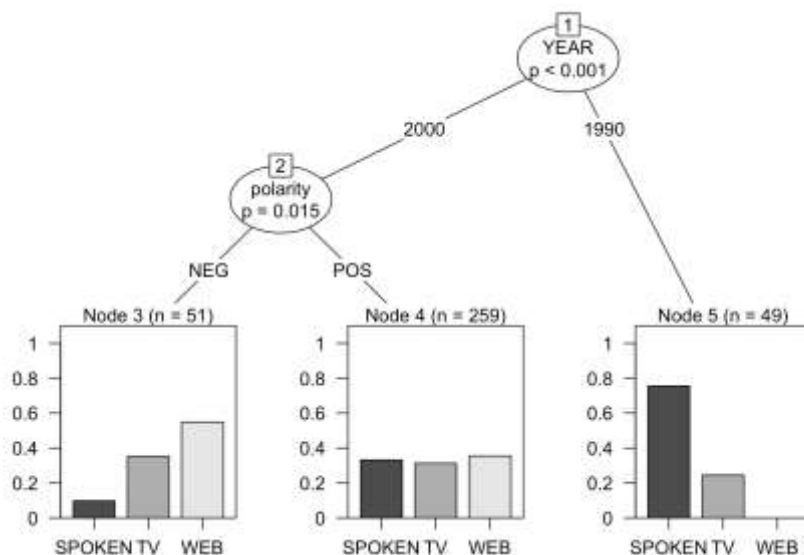 1
YEAR
p < 0.001
2000
1990
2
polarity
p = 0.015
NEG
POS
Node 3 (n = 51)
1
0.8
0.6
0.4
0.2
0
SPOKEN TV WEB
Node 4 (n = 259)
1
0.8
0.6
0.4
0.2
0
SPOKEN TV WEB
Node 5 (n = 49)
1
0.8
0.6
0.4
0.2
0
SPOKEN TV WEB